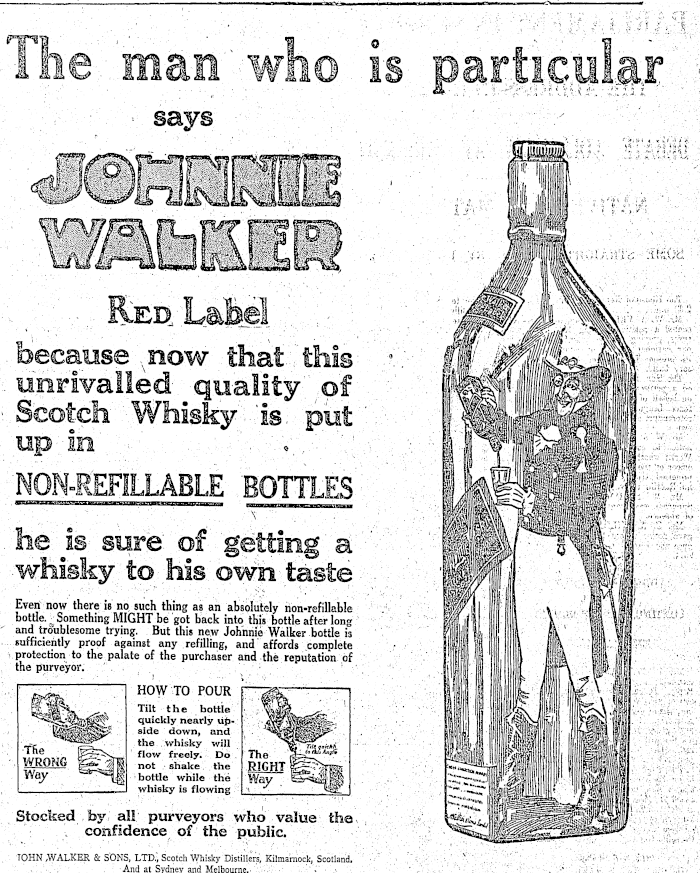 The man who is particular
says
JOHNNIE
WALKER
RED Label
because now that this
unrivalled quality of
Scotch Whisky is put
up in
NON-REFILLABLE BOTTLES
he is sure of getting a
whisky to his own taste
Even now there is no such thing as an absolutely non-refillable
bottle. Something MIGHT be got back into this bottle after long
and troublesome trying. But this new Johnnie Walker bottle is
sufficiently proof against any refilling, and affords complete
protection to the palate of the purchaser and the reputation of
the purveyor.
The
WRONG
Way
HOW TO POUR
Tilt the bottle
quickly nearly up-
side down, and
the whisky will
flow freely. Do
not shake the
bottle while the
whisky is flowing
The
RIGHT
Way
Tilt quickly
to this Angle
Stocked by all purveyors who value the
confidence of the public.
JOHN WALKER & SONS, LTD., Scotch Whisky Distillers, Kilmarnock, Scotland,
And at Sydney and Melbourne.